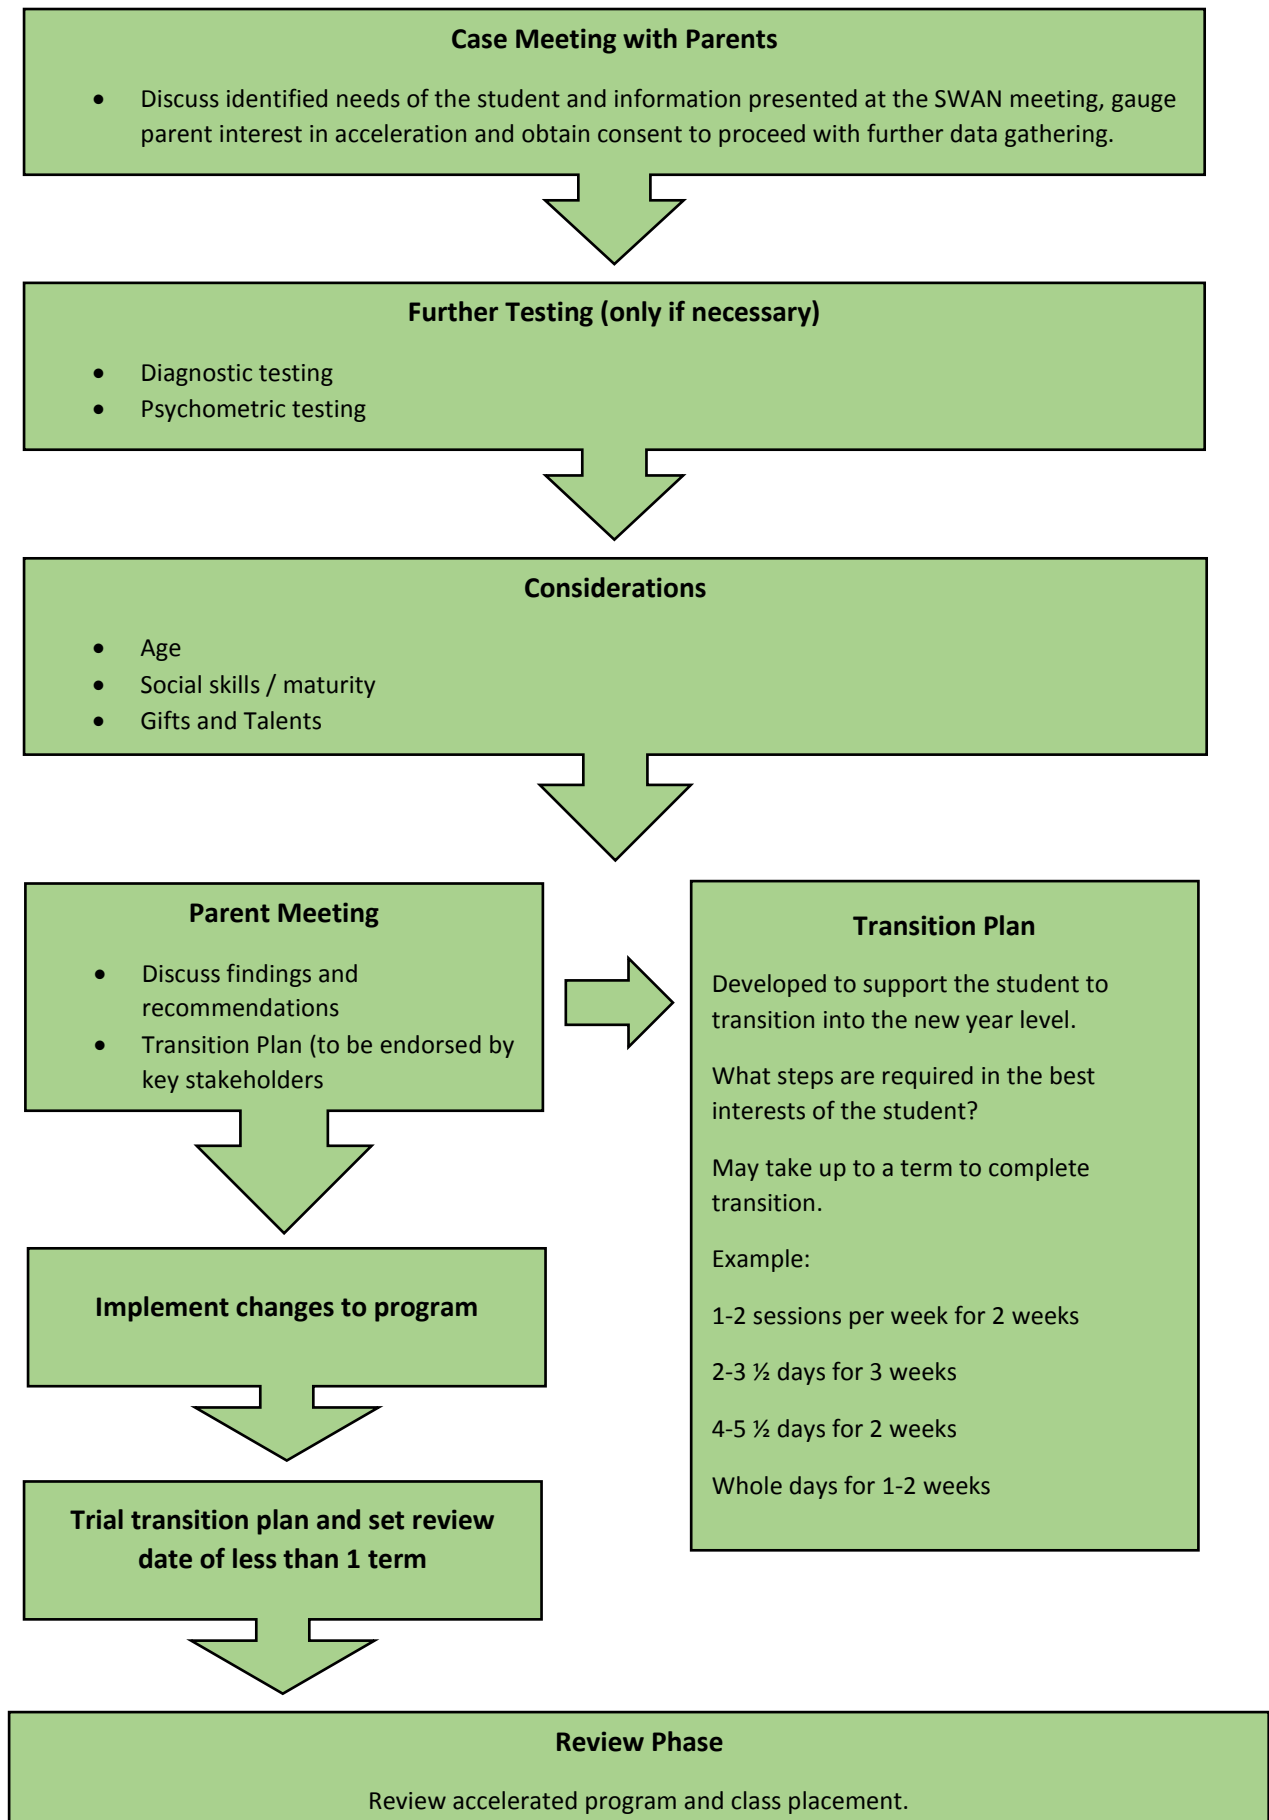 Case Meeting with Parents
• Discuss identified needs of the student and information presented at the SWAN meeting, gauge
parent interest in acceleration and obtain consent to proceed with further data gathering.
Further Testing (only if necessary)
• Diagnostic testing
• Psychometric testing
Considerations
• Age
• Social skills / maturity
• Gifts and Talents
Parent Meeting
• Discuss findings and
recommendations
• Transition Plan (to be endorsed by
key stakeholders
Transition Plan
Developed to support the student to
transition into the new year level.
What steps are required in the best
interests of the student?
May take up to a term to complete
transition.
Example:
1-2 sessions per week for 2 weeks
2-3 ½ days for 3 weeks
4-5 ½ days for 2 weeks
Whole days for 1-2 weeks
Implement changes to program
Trial transition plan and set review
date of less than 1 term
Review Phase
Review accelerated program and class placement.